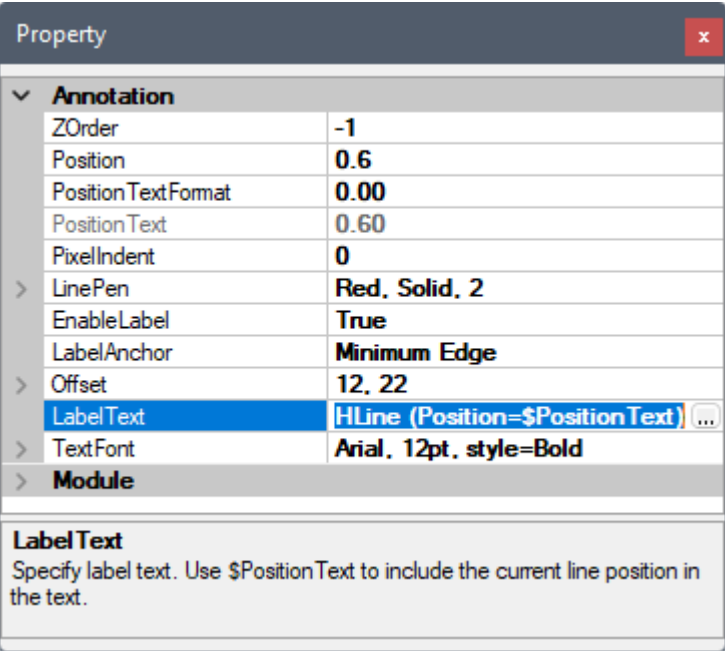 Property
x
Annotation
ZOrder -1
Position 0.6
PositionTextFormat 0.00
PositionText 0.60
PixelIndent 0
LinePen Red, Solid, 2
EnableLabel True
LabelAnchor Minimum Edge
Offset 12, 22
LabelText HLine (Position=$PositionText) ...
TextFont Arial, 12pt, style=Bold
Module
LabelText
Specify label text. Use $PositionText to include the current line position in
the text.